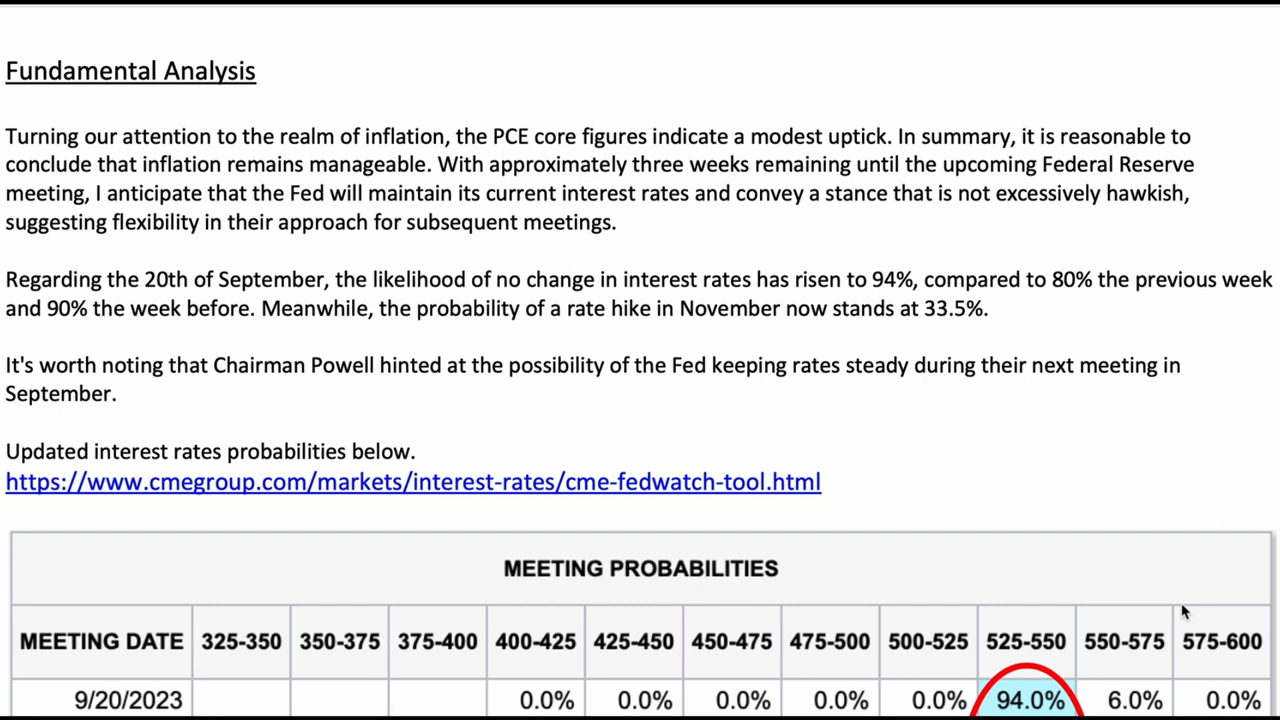 Fundamental Analysis
Turning our attention to the realm of inflation, the PCE core figures indicate a modest uptick. In summary, it is reasonable to
conclude that inflation remains manageable. With approximately three weeks remaining until the upcoming Federal Reserve
meeting, I anticipate that the Fed will maintain its current interest rates and convey a stance that is not excessively hawkish,
suggesting flexibility in their approach for subsequent meetings.
Regarding the 20th of September, the likelihood of no change in interest rates has risen to 94%, compared to 80% the previous week
and 90% the week before. Meanwhile, the probability of a rate hike in November now stands at 33.5%.
It's worth noting that Chairman Powell hinted at the possibility of the Fed keeping rates steady during their next meeting in
September.
Updated interest rates probabilities below.
https://www.cmegroup.com/markets/interest-rates/cme-fedwatch-tool.html
MEETING PROBABILITIES
MEETING DATE 325-350 350-375 375-400 400-425 425-450 450-475 475-500 500-525 525-550 550-575 575-600
9/20/2023 0.0% 0.0% 0.0% 0.0% 0.0% 94.0% 6.0% 0.0%